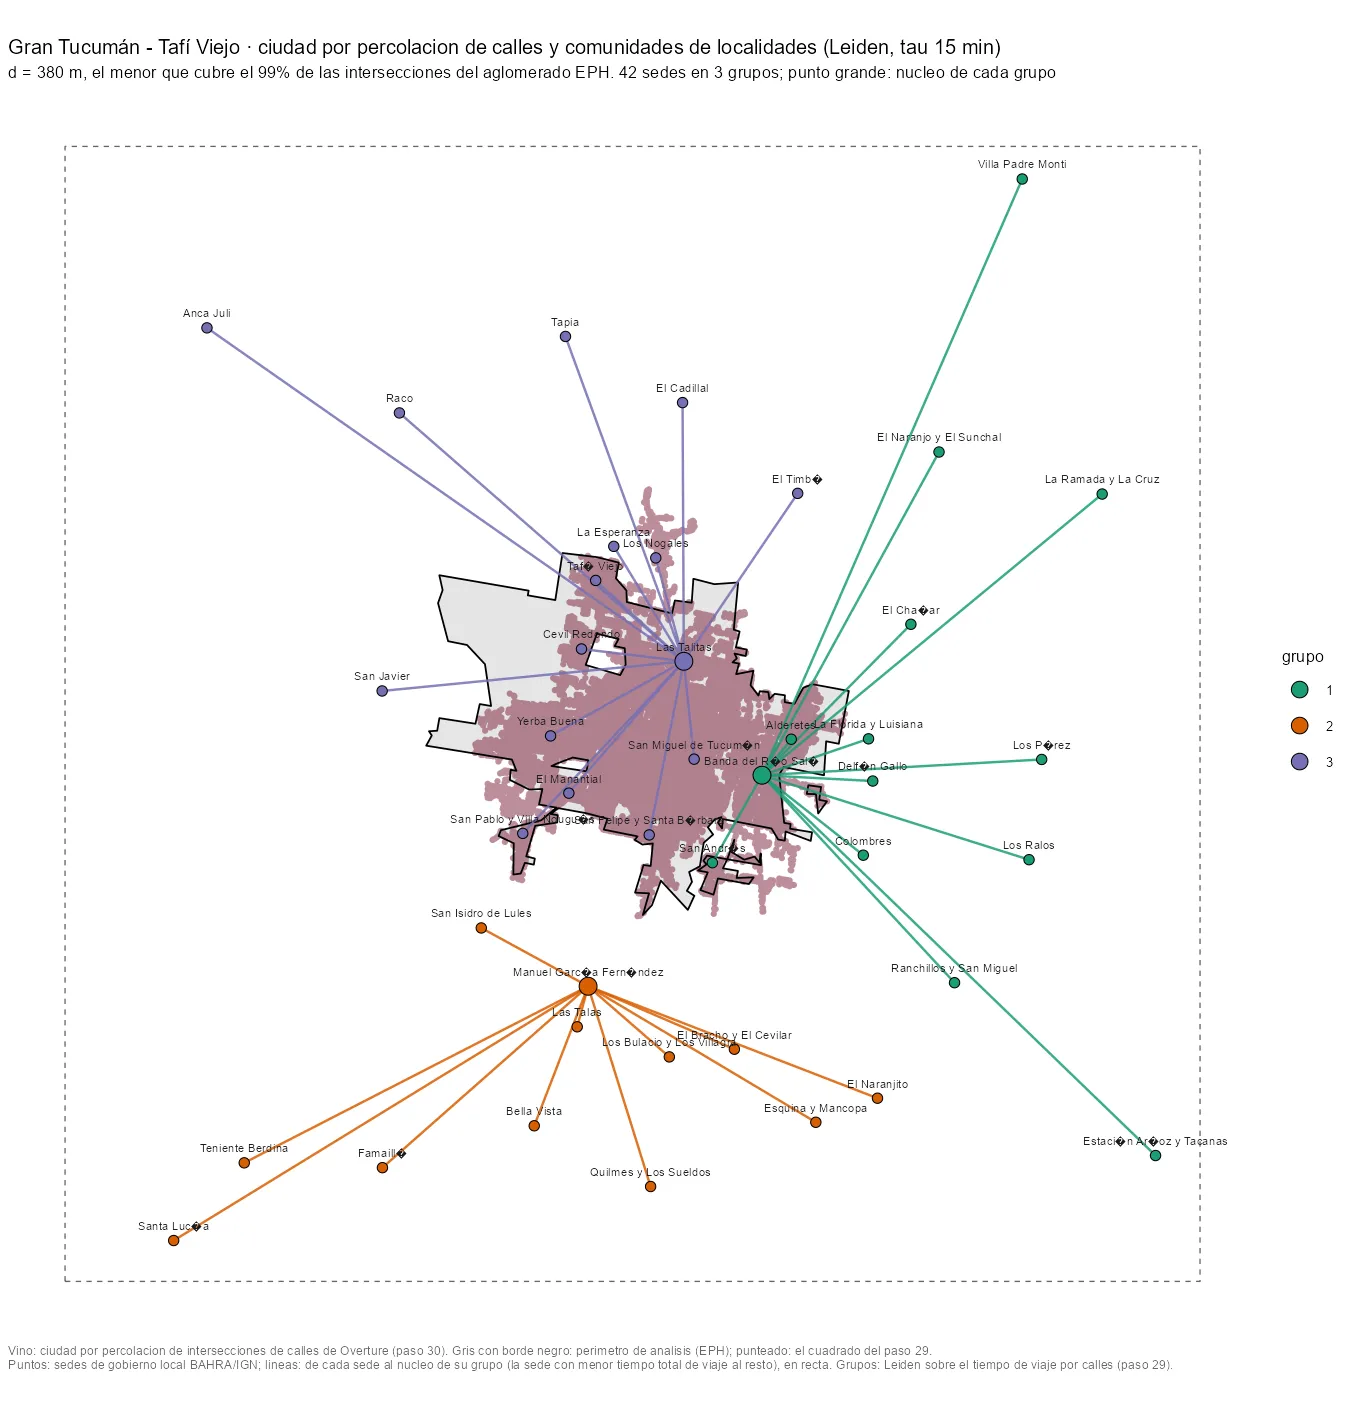 Gran Tucumán - Tafí Viejo · ciudad por percolacion de calles y comunidades de localidades (Leiden, tau 15 min)
d = 380 m, el menor que cubre el 99% de las intersecciones del aglomerado EPH. 42 sedes en 3 grupos; punto grande: nucleo de cada grupo
Villa Padre Monti
Anca Juli
Tapia
El Cadillal
Raco
El Naranjo y El Sunchal
El Timb�
La Ramada y La Cruz
La Esperanza
Los Nogales
Taf� Viejo
El Cha�ar
Cevil Redondo
Las Talitas
San Javier
grupo
1
2
3
Yerba Buena
Alderetes
La Florida y Luisiana
San Miguel de Tucum�n
Los P�rez
Banda del R�o Sal�
Delf�n Gallo
El Manantial
San Pablo y Villa Nougu�s
San Felipe y Santa B�rbara
San Andr�s
Colombres
Los Ralos
San Isidro de Lules
Manuel Garc�a Fern�ndez
Ranchillos y San Miguel
Las Talas
El Bracho y El Cevilar
Los Bulacio y Los Villagra
El Naranjito
Esquina y Mancopa
Bella Vista
Estaci�n Ar�oz y Tacanas
Teniente Berdina
Famaill�
Quilmes y Los Sueldos
Santa Luc�a
Vino: ciudad por percolacion de intersecciones de calles de Overture (paso 30). Gris con borde negro: perimetro de analisis (EPH); punteado: el cuadrado del paso 29.
Puntos: sedes de gobierno local BAHRA/IGN; lineas: de cada sede al nucleo de su grupo (la sede con menor tiempo total de viaje al resto), en recta. Grupos: Leiden sobre el tiempo de viaje por calles (paso 29).